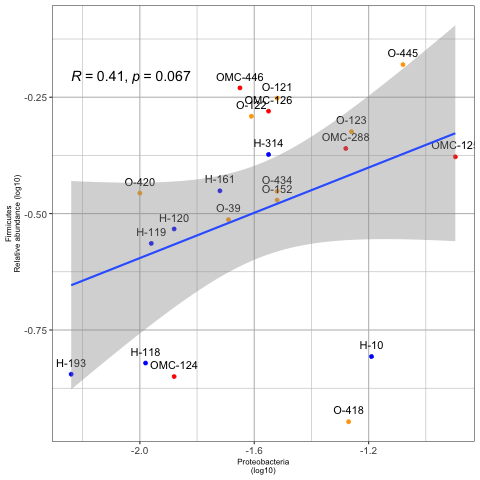 R = 0.41, p = 0.067
O-445
OMC-446
O-121
O-122
OMC-126
O-123
OMC-288
H-314
O-420
H-161
O-434
O-152
O-39
H-120
H-119
H-193
H-118
OMC-124
H-10
O-418
-0.25
-0.50
-0.75
-2.0
-1.6
-1.2
Firmicutes
Relative abundance (log10)
Proteobacteria
(log10)